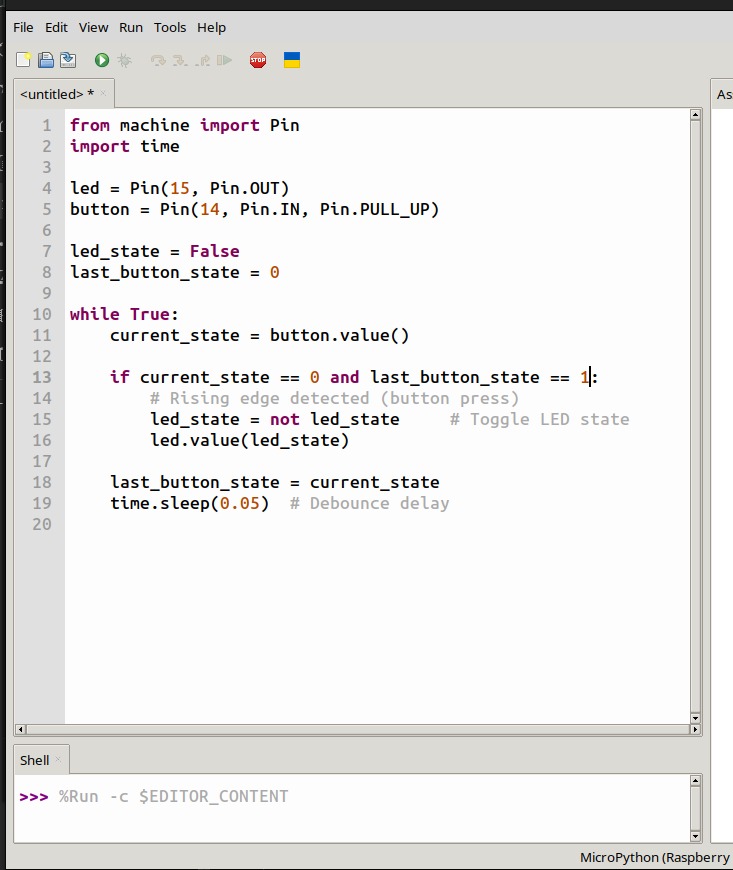 File Edit View Run Tools Help
STOP
<untitled> *
As
1 from machine import Pin
2 import time
3
4 led = Pin(15, Pin.OUT)
5 button = Pin(14, Pin.IN, Pin.PULL_UP)
6
7 led_state = False
8 last_button_state = 0
9
10 while True:
11     current_state = button.value()
12
13     if current_state == 0 and last_button_state == 1:
14         # Rising edge detected (button press)
15         led_state = not led_state     # Toggle LED state
16         led.value(led_state)
17
18     last_button_state = current_state
19     time.sleep(0.05)  # Debounce delay
20
Shell
>>> %Run -c $EDITOR_CONTENT
MicroPython (Raspberry